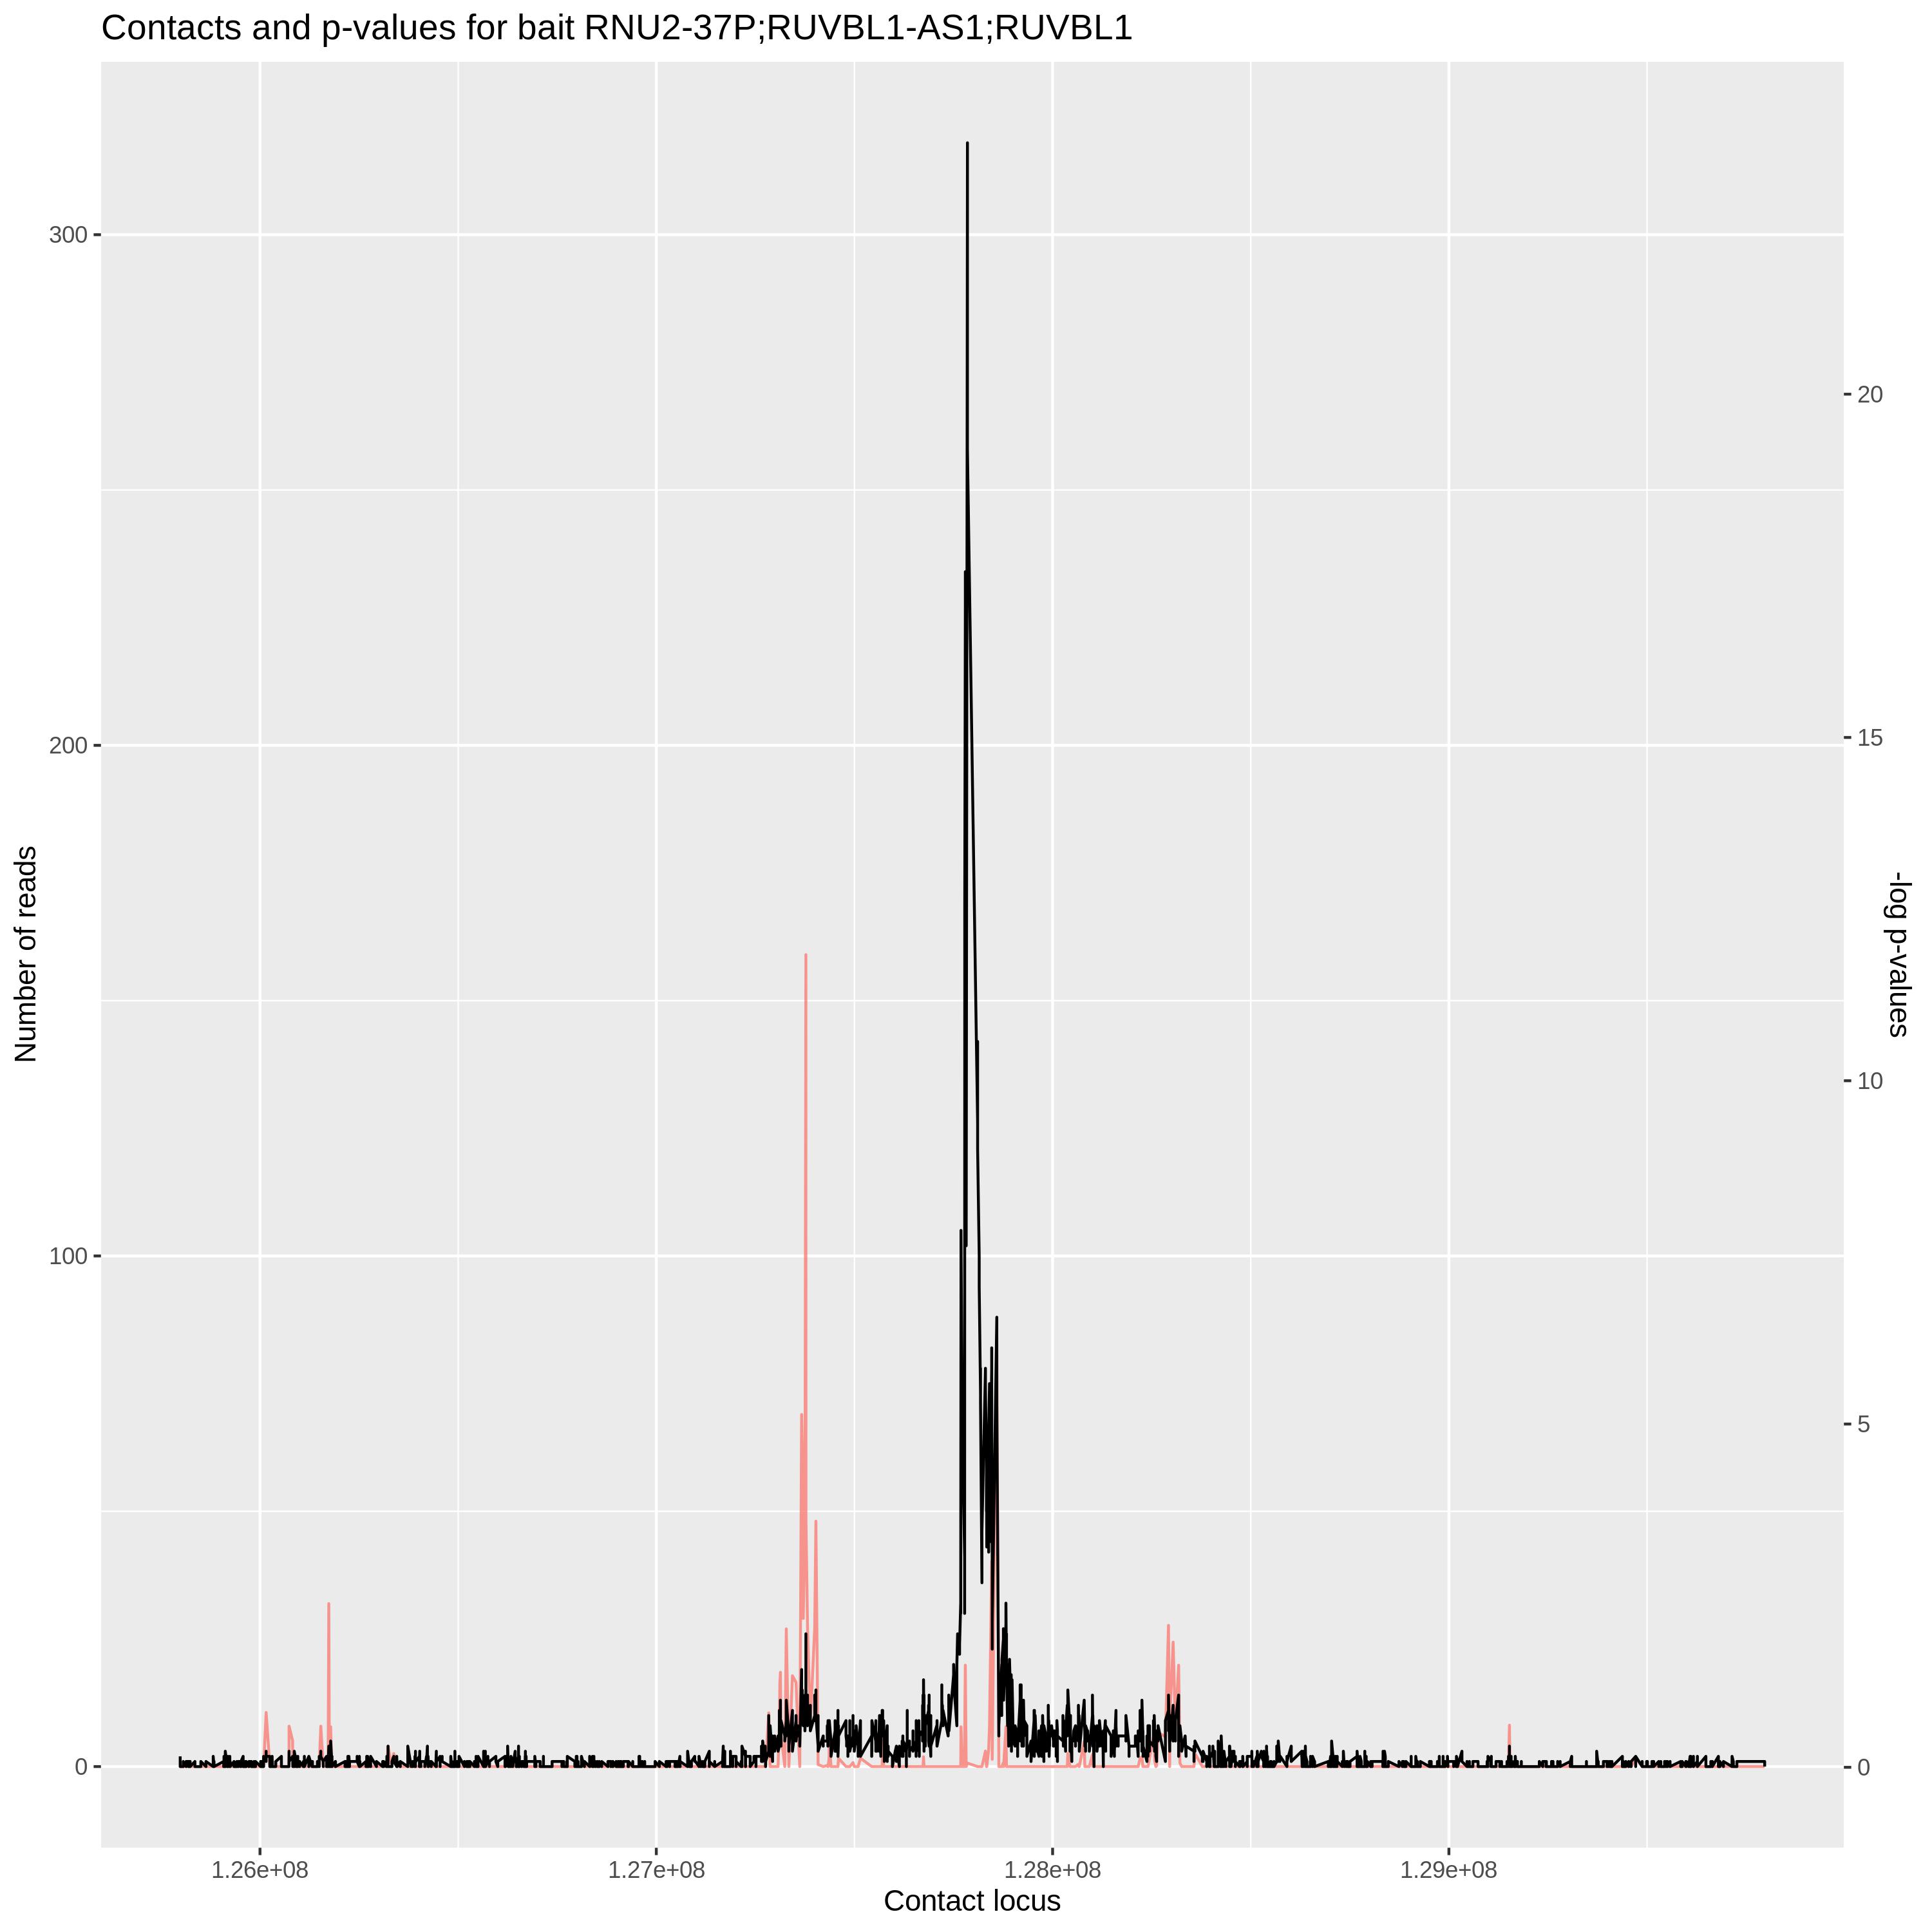 Contacts and p-values for bait RNU2-37P;RUVBL1-AS1;RUVBL1
300
200
100
0
Number of reads
20
15
10
5
0
-log p-values
1.26e+08
1.27e+08
1.28e+08
1.29e+08
Contact locus